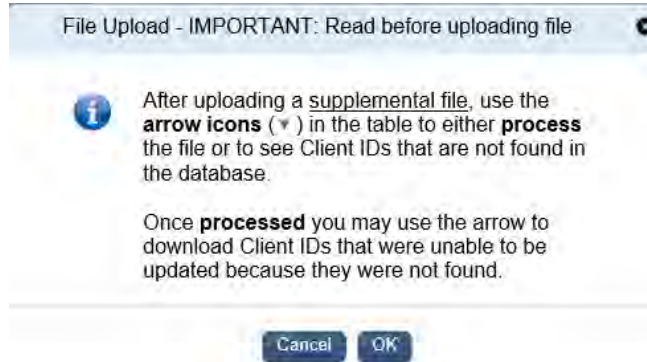 File Upload - IMPORTANT: Read before uploading file
After uploading a supplemental file, use the
arrow icons (▼) in the table to either process
the file or to see Client IDs that are not found in
the database.
Once processed you may use the arrow to
download Client IDs that were unable to be
updated because they were not found.
Cancel OK